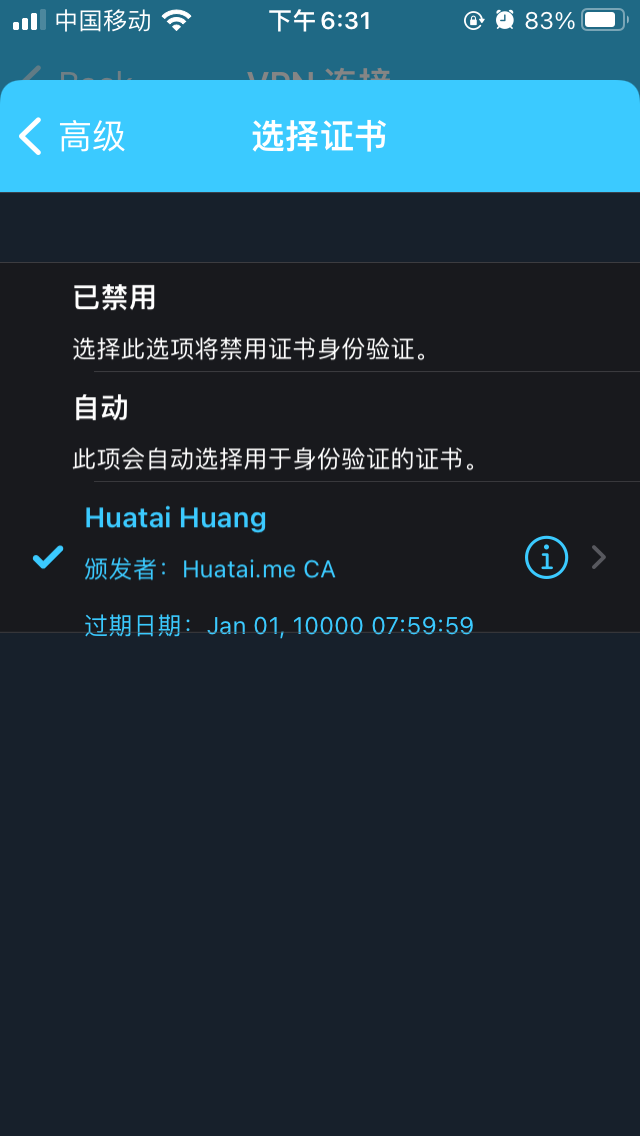 中国移动 下午6:31 83%
Back VPN 连接
高级 选择证书
已禁用
选择此选项将禁用证书身份验证。
自动
此项会自动选择用于身份验证的证书。
Huatai Huang
颁发者：Huatai.me CA
过期日期：Jan 01, 10000 07:59:59